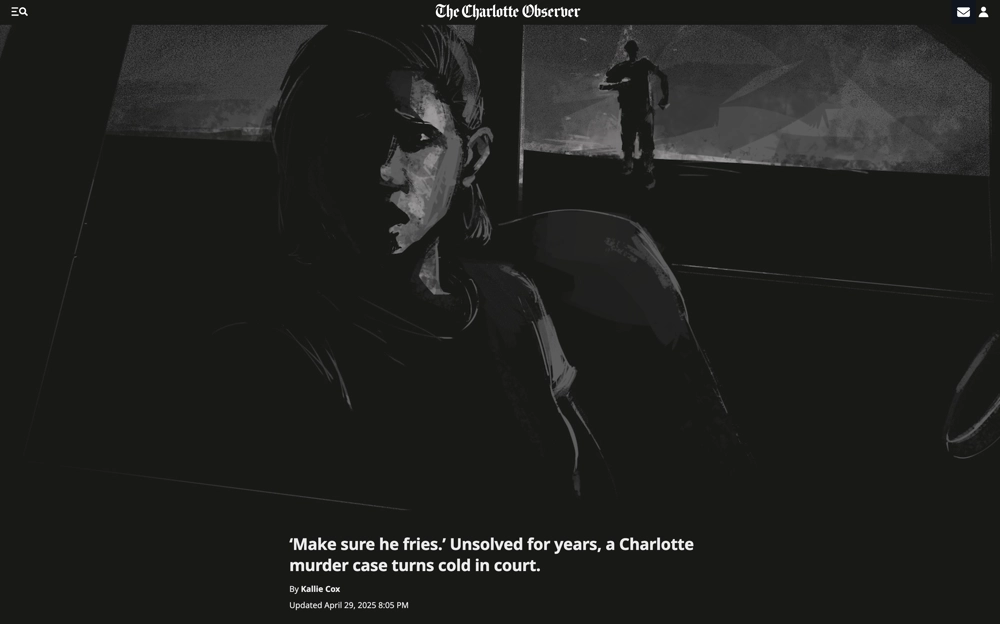 The Charlotte Observer
‘Make sure he fries.’ Unsolved for years, a Charlotte
murder case turns cold in court.
By Kallie Cox
Updated April 29, 2025 8:05 PM